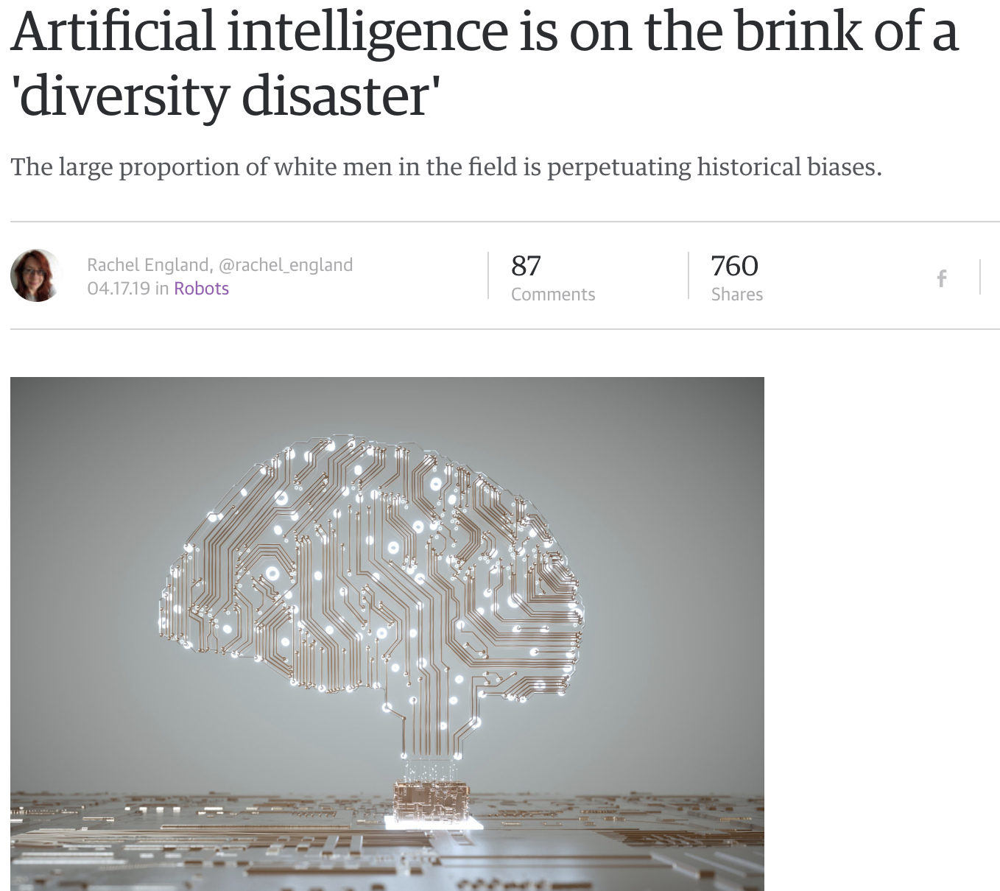 Artificial intelligence is on the brink of a
'diversity disaster'
The large proportion of white men in the field is perpetuating historical biases.
Rachel England, @rachel_england
04.17.19 in Robots
87
Comments
760
Shares